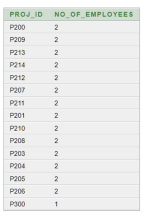 PROJ_ID NO_OF_EMPLOYEES
P200 2
P209 2
P213 2
P214 2
P212 2
P207 2
P211 2
P201 2
P210 2
P208 2
P203 2
P204 2
P205 2
P206 2
P300 1